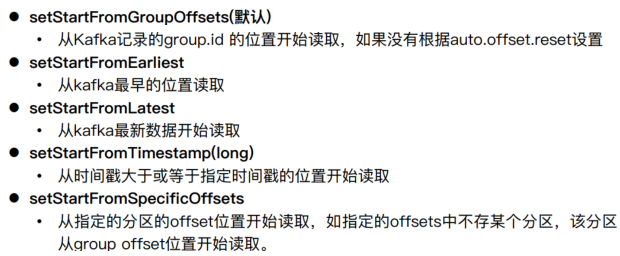 ● setStartFromGroupOffsets(默认)
• 从Kafka记录的group.id 的位置开始读取，如果没有根据auto.offset.reset设置
● setStartFromEarliest
• 从kafka最早的位置读取
● setStartFromLatest
• 从kafka最新数据开始读取
● setStartFromTimestamp(long)
• 从时间戳大于或等于指定时间戳的位置开始读取
● setStartFromSpecificOffsets
• 从指定的分区的offset位置开始读取，如指定的offsets中不存某个分区，该分区
从group offset位置开始读取。